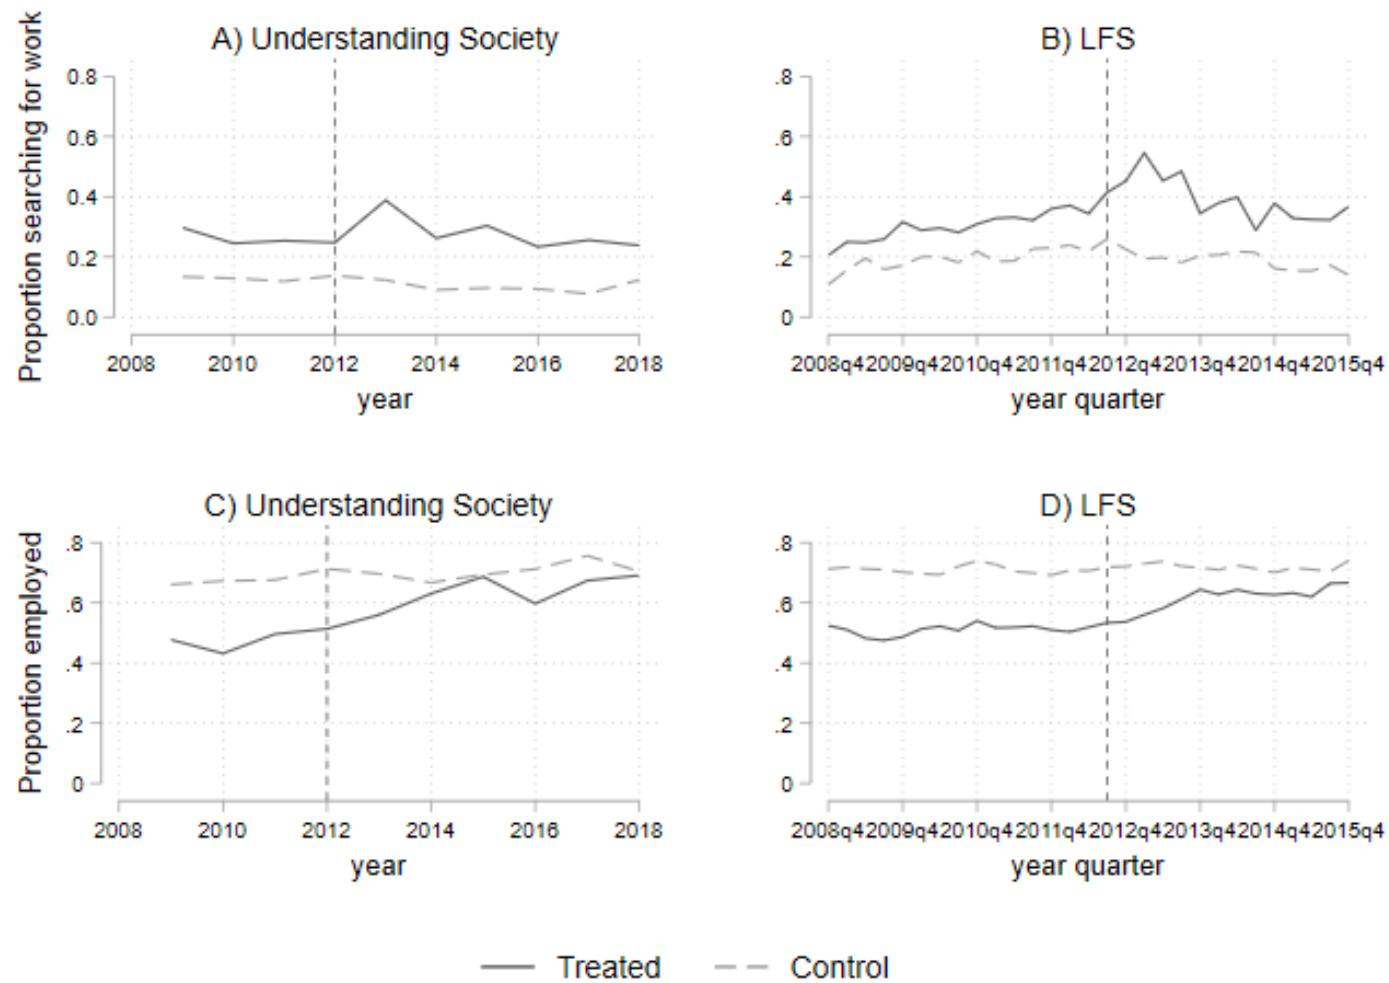 A) Understanding Society
Proportion searching for work
0.8
0.6
0.4
0.2
0.0
2008 2010 2012 2014 2016 2018
year
B) LFS
.8
.6
.4
.2
0
2008q42009q42010q42011q42012q42013q42014q42015q4
year quarter
C) Understanding Society
Proportion employed
.8
.6
.4
.2
0
2008 2010 2012 2014 2016 2018
year
D) LFS
.8
.6
.4
.2
0
2008q42009q42010q42011q42012q42013q42014q42015q4
year quarter
Treated Control